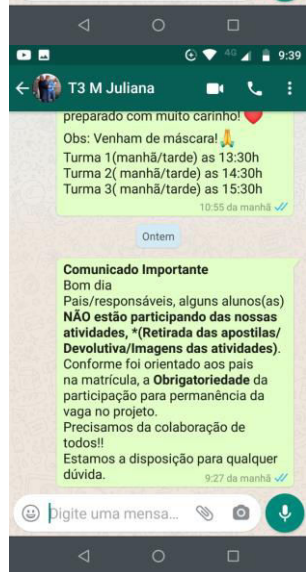 4G
9:39
T3 M Juliana
preparado com muito carinho!
Obs: Venham de máscara!
Turma 1(manhã/tarde) as 13:30h
Turma 2( manhã/tarde) as 14:30h
Turma 3( manhã/tarde) as 15:30h
10:55 da manhã
Ontem
Comunicado Importante
Bom dia
Pais/responsáveis, alguns alunos(as)
NÃO estão participando das nossas
atividades, *(Retirada das apostilas/
Devolutiva/Imagens das atividades).
Conforme foi orientado aos pais
na matrícula, a Obrigatoriedade da
participação para permanência da
vaga no projeto.
Precisamos da colaboração de
todos!!
Estamos a disposição para qualquer
dúvida.
9:27 da manhã
Digite uma mensa...